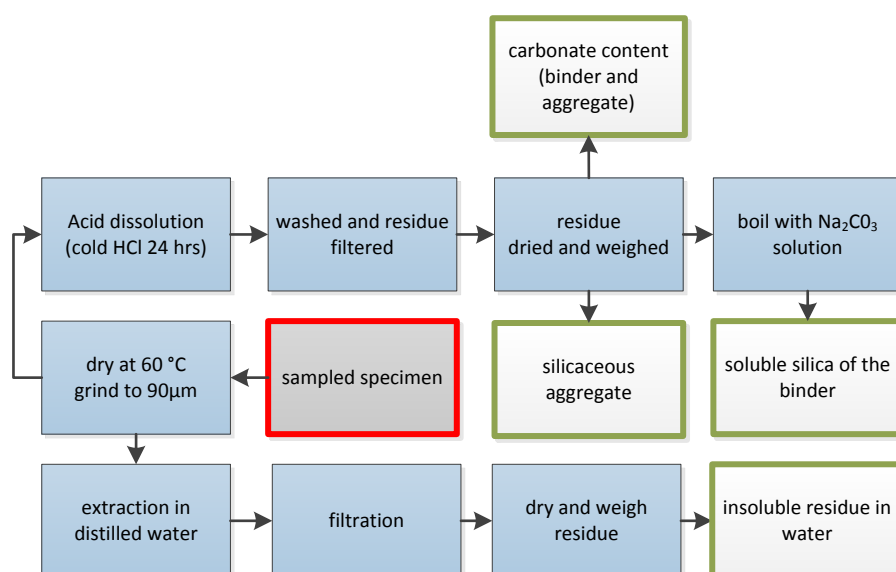 carbonate content
(binder and
aggregate)
Acid dissolution
(cold HCl 24 hrs)
washed and residue
filtered
residue
dried and weighed
boil with Na₂C0₃
solution
dry at 60 °C
grind to 90µm
sampled specimen
silicaceous
aggregate
soluble silica of the
binder
extraction in
distilled water
filtration
dry and weigh
residue
insoluble residue in
water